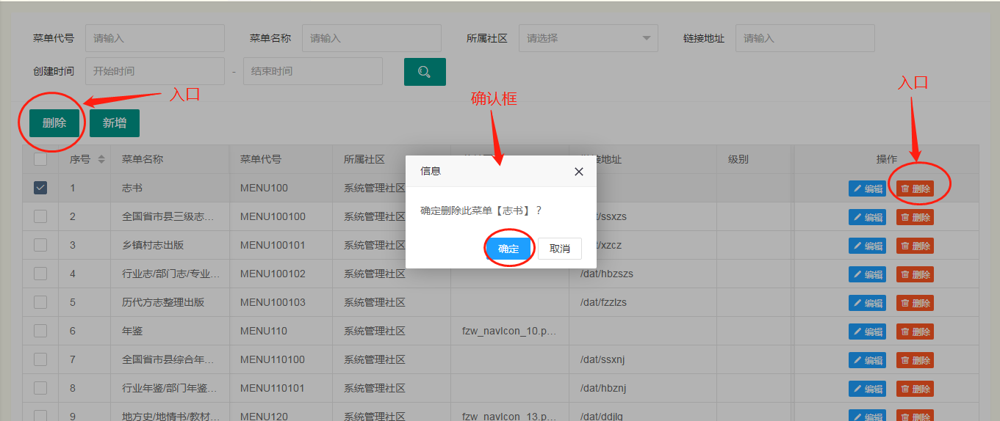 菜单代号 请输入 菜单名称 请输入 所属社区 请选择 链接地址 请输入
创建时间 开始时间 - 结束时间
入口
入口
确认框
删除 新增
序号 菜单名称 菜单代号 所属社区 地址 级别 操作
信息
1 志书 MENU100 系统管理社区 编辑 删除
确定删除此菜单【志书】？
2 全国省市县三级志... MENU100100 系统管理社区 /ssxzs 编辑 删除
3 乡镇村志出版 MENU100101 系统管理社区 /xzcz 编辑 删除
确定 取消
4 行业志/部门志/专业... MENU100102 系统管理社区 /dat/hbzszs 编辑 删除
5 历代方志整理出版 MENU100103 系统管理社区 /dat/fzzlzs 编辑 删除
6 年鉴 MENU110 系统管理社区 fzw_navIcon_10.p... 编辑 删除
7 全国省市县综合年... MENU110100 系统管理社区 /dat/ssxnj 编辑 删除
8 行业年鉴/部门年鉴... MENU110101 系统管理社区 /dat/hbznj 编辑 删除
9 地方史/地情书/教材... MENU120 系统管理社区 fzw_navIcon_13.p... /dat/ddjlq 编辑 删除